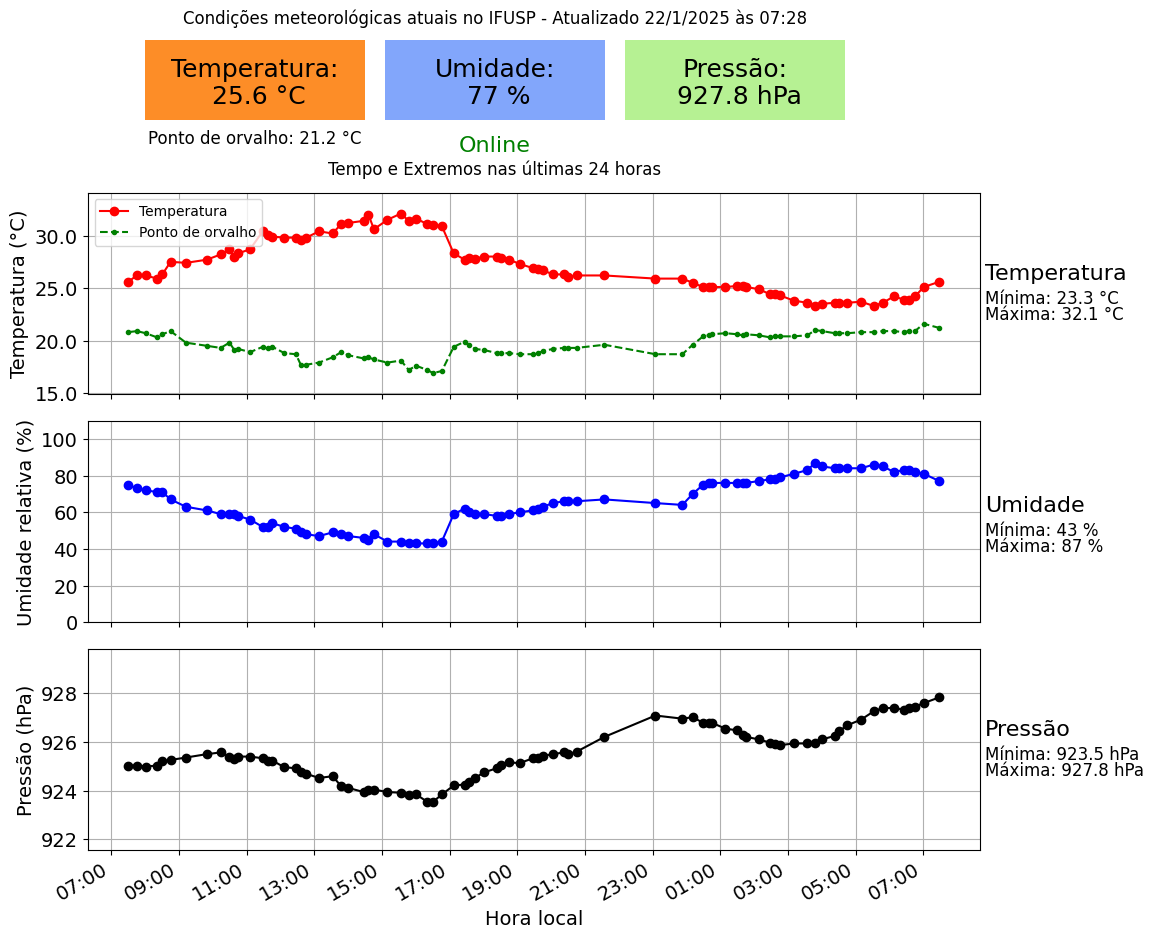 Condições meteorológicas atuais no IFUSP - Atualizado 22/1/2025 às 07:28
Temperatura:
25.6 °C
Umidade:
77 %
Pressão:
927.8 hPa
Ponto de orvalho: 21.2 °C
Online
Tempo e Extremos nas últimas 24 horas
Temperatura (°C)
30.0
25.0
20.0
15.0
Temperatura
Ponto de orvalho
Temperatura
Mínima: 23.3 °C
Máxima: 32.1 °C
Umidade relativa (%)
100
80
60
40
20
0
Umidade
Mínima: 43 %
Máxima: 87 %
Pressão (hPa)
928
926
924
922
Pressão
Mínima: 923.5 hPa
Máxima: 927.8 hPa
07:00
09:00
11:00
13:00
15:00
17:00
19:00
21:00
23:00
01:00
03:00
05:00
07:00
Hora local